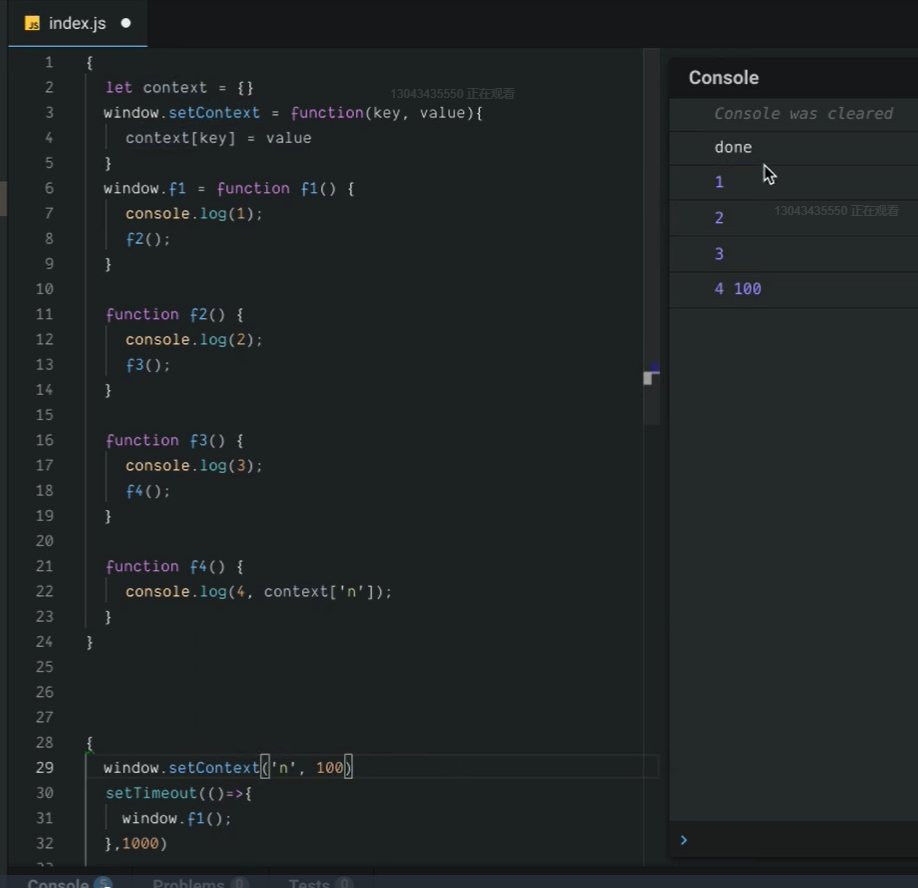 index.js
1 {
2 let context = {}
13043435550 正在观看
3 window.setContext = function(key, value){
4 context[key] = value
5 }
6 window.f1 = function f1() {
7 console.log(1);
8 f2();
9 }
10
11 function f2() {
12 console.log(2);
13 f3();
14 }
15
16 function f3() {
17 console.log(3);
18 f4();
19 }
20
21 function f4() {
22 console.log(4, context['n']);
23 }
24 }
25
26
27
28 {
29 window.setContext('n', 100)
30 setTimeout(()=>{
31 window.f1();
32 },1000)
33
Console 5 Problems 0 Tests 0
Console
Console was cleared
done
1
13043435550 正在观看
2
3
4 100